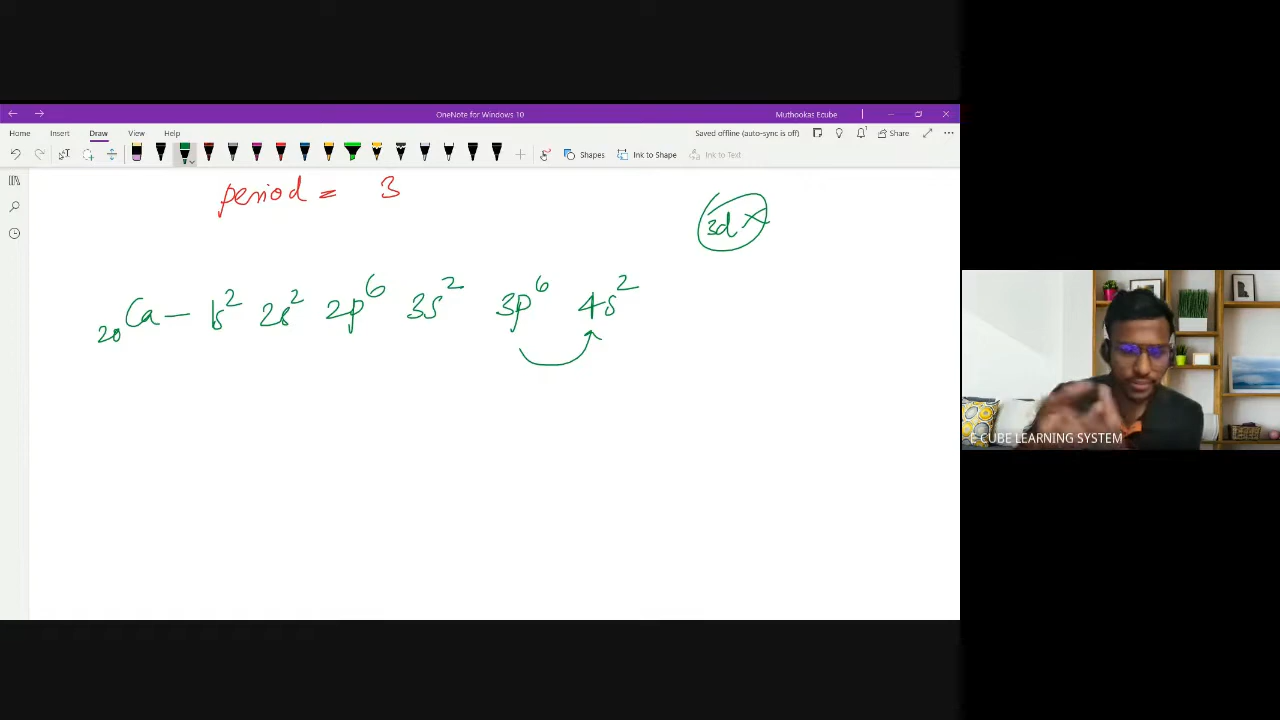 OneNote for Windows 10
Muthookas Ecube
Home Insert Draw View Help
Saved offline (auto-sync is off)
Share
Shapes
Ink to Shape
Ink to Text
period = 3
3d X
20Ca – 1s² 2s² 2p⁶ 3s² 3p⁶ 4s²
E CUBE LEARNING SYSTEM